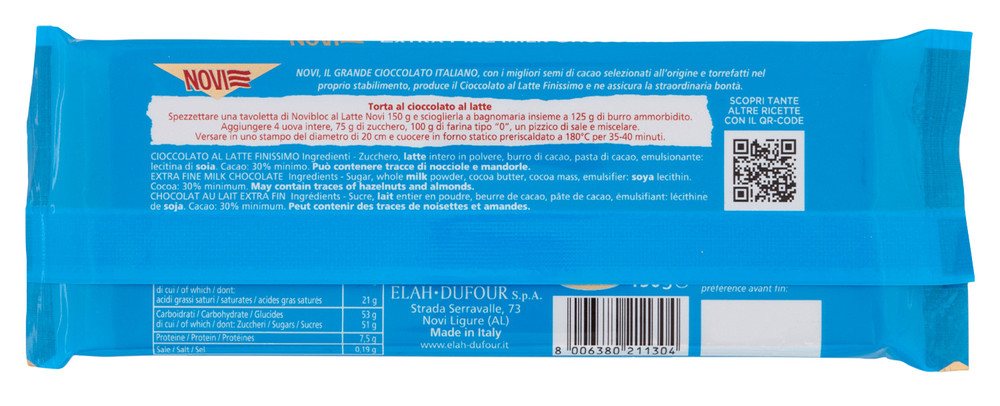 NOVI
NOVI
NOVI, IL GRANDE CIOCCOLATO ITALIANO, con i migliori semi di cacao selezionati all'origine e torrefatti nel
proprio stabilimento, produce il Cioccolato al Latte Finissimo e ne assicura la straordinaria bontà.
Torta al cioccolato al latte
Spezzettare una tavoletta di Novibloc al Latte Novi 150 g e scioglierla a bagnomaria insieme a 125 g di burro ammorbidito.
Aggiungere 4 uova intere, 75 g di zucchero, 100 g di farina tipo "0", un pizzico di sale e miscelare.
Versare in uno stampo del diametro di 20 cm e cuocere in forno statico preriscaldato a 180°C per 35-40 minuti.
SCOPRI TANTE
ALTRE RICETTE
CON IL QR-CODE
CIOCCOLATO AL LATTE FINISSIMO Ingredienti - Zucchero, latte intero in polvere, burro di cacao, pasta di cacao, emulsionante:
lecitina di soia. Cacao: 30% minimo. Può contenere tracce di nocciole e mandorle.
EXTRA FINE MILK CHOCOLATE Ingredients - Sugar, whole milk powder, cocoa butter, cocoa mass, emulsifier: soya lecithin.
Cocoa: 30% minimum. May contain traces of hazelnuts and almonds.
CHOCOLAT AU LAIT EXTRA FIN Ingrédients - Sucre, lait entier en poudre, beurre de cacao, pâte de cacao, émulsifiant: lécithine
de soja. Cacao: 30% minimum. Peut contenir des traces de noisettes et amandes.
di cui / of which / dont:
acidi grassi saturi / saturates / acides gras saturés 21 g
Carboidrati / Carbohydrate / Glucides 53 g
di cui / of which / dont: Zuccheri / Sugars / Sucres 51 g
Proteine / Protein / Protéines 7,5 g
Sale / Salt / Sel 0,19 g
ELAH·DUFOUR S.p.A.
Strada Serravalle, 73
Novi Ligure (AL)
Made in Italy
www.elah-dufour.it
8 006380 211304
préférence avant fin: